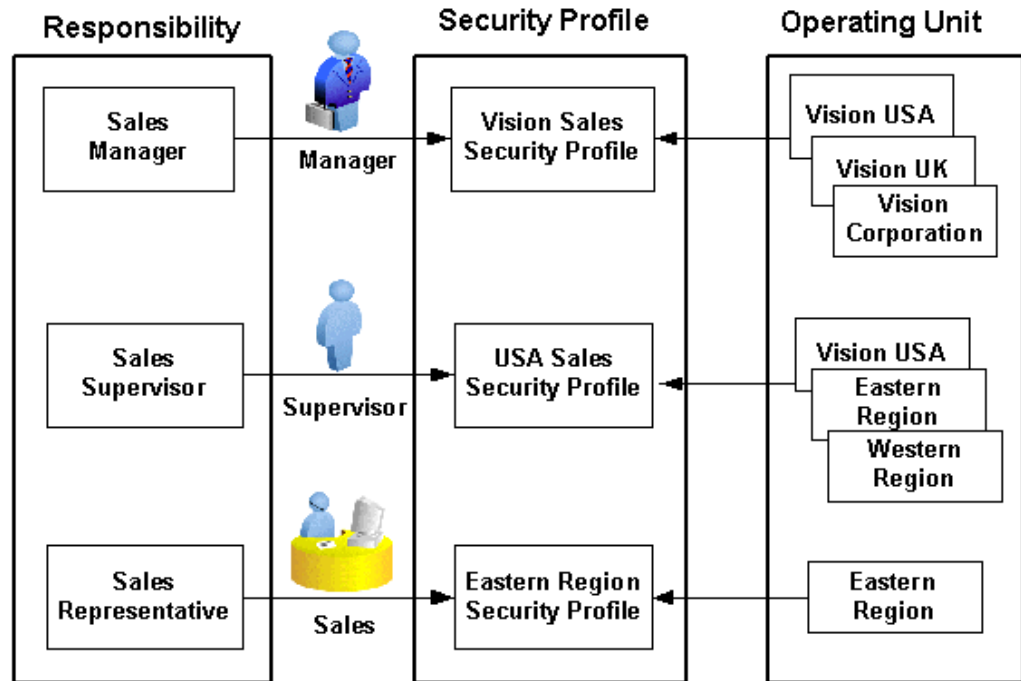 Responsibility
Security Profile
Operating Unit
Sales
Manager
Manager
Vision Sales
Security Profile
Vision USA
Vision UK
Vision
Corporation
Sales
Supervisor
Supervisor
USA Sales
Security Profile
Vision USA
Eastern
Region
Western
Region
Sales
Representative
Sales
Eastern Region
Security Profile
Eastern
Region